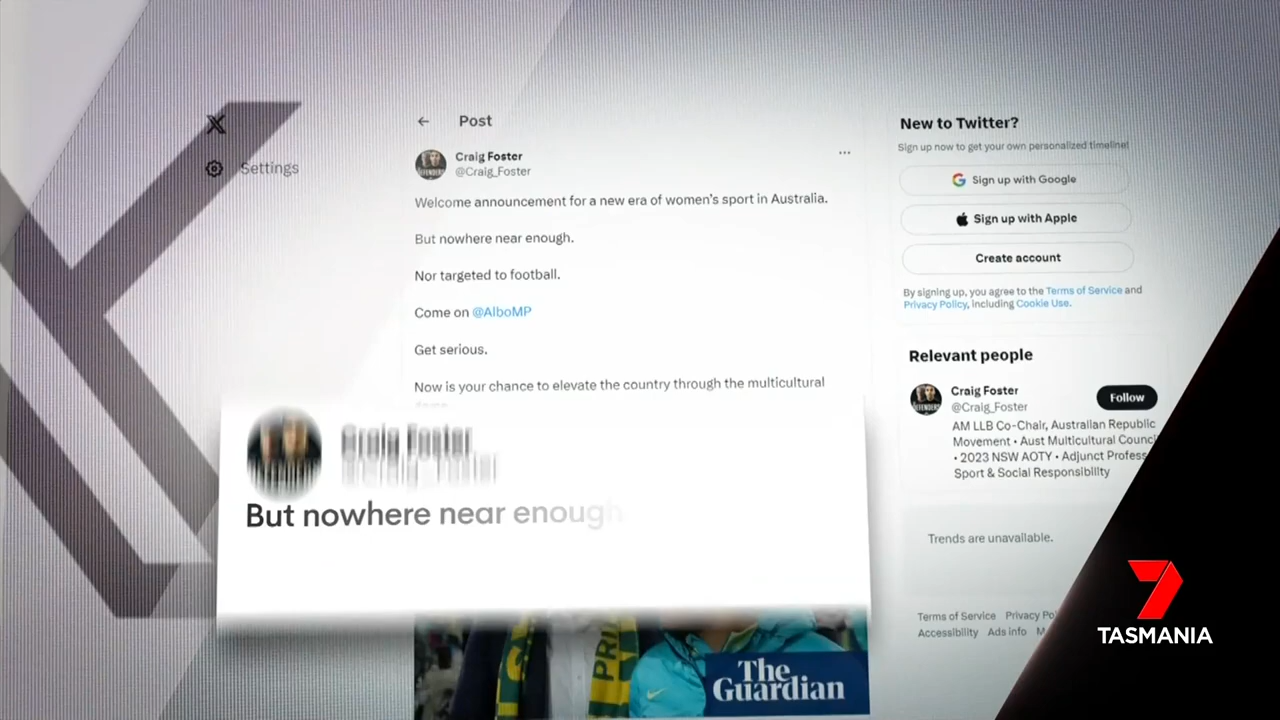 Post
Settings
Craig Foster
@Craig_Foster
Welcome announcement for a new era of women's sport in Australia.
But nowhere near enough.
Nor targeted to football.
Come on @AlboMP
Get serious.
Now is your chance to elevate the country through the multicultural
Craig Foster
But nowhere near enough
The
Guardian
New to Twitter?
Sign up now to get your own personalized timeline!
Sign up with Google
Sign up with Apple
Create account
By signing up, you agree to the Terms of Service and
Privacy Policy, including Cookie Use.
Relevant people
Craig Foster
@Craig_Foster
Follow
AM LLB Co-Chair, Australian Republic
Movement • Aust Multicultural Council
• 2023 NSW AOTY • Adjunct Profess
Sport & Social Responsibility
Trends are unavailable.
Terms of Service Privacy Po
Accessibility Ads info M
7
TASMANIA